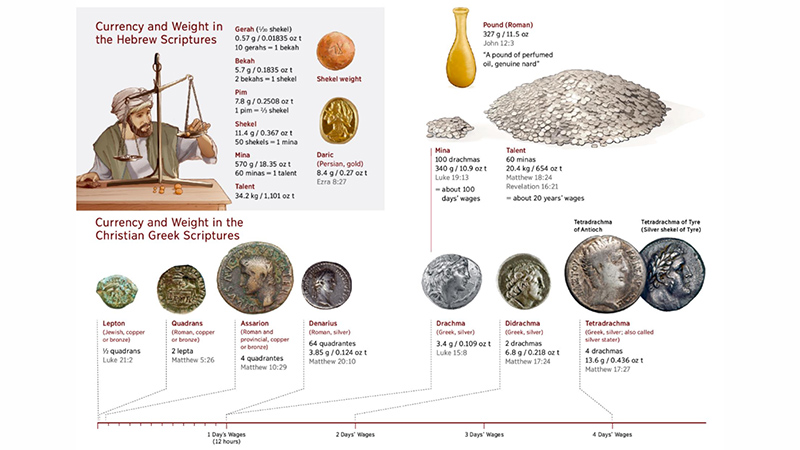 Currency and Weight in
the Hebrew Scriptures
Gerah (1⁄20 shekel)
0.57 g / 0.01835 oz t
10 gerahs = 1 bekah
Bekah
5.7 g / 0.1835 oz t
2 bekahs = 1 shekel
Pim
7.8 g / 0.2508 oz t
1 pim = 2⁄3 shekel
Shekel
11.4 g / 0.367 oz t
50 shekels = 1 mina
Mina
570 g / 18.35 oz t
60 minas = 1 talent
Talent
34.2 kg / 1,101 oz t
Shekel weight
Daric
(Persian, gold)
8.4 g / 0.27 oz t
Ezra 8:27
Pound (Roman)
327 g / 11.5 oz
John 12:3
“A pound of perfumed
oil, genuine nard”
Mina
100 drachmas
340 g / 10.9 oz t
Luke 19:13
= about 100
days’ wages
Talent
60 minas
20.4 kg / 654 oz t
Matthew 18:24
Revelation 16:21
= about 20 years’ wages
Currency and Weight in the
Christian Greek Scriptures
Lepton
(Jewish, copper
or bronze)
1⁄2 quadrans
Luke 21:2
Quadrans
(Roman, copper
or bronze)
2 lepta
Matthew 5:26
Assarion
(Roman and
provincial, copper
or bronze)
4 quadrantes
Matthew 10:29
Denarius
(Roman, silver)
64 quadrantes
3.85 g / 0.124 oz t
Matthew 20:10
Drachma
(Greek, silver)
3.4 g / 0.109 oz t
Luke 15:8
Didrachma
(Greek, silver)
2 drachmas
6.8 g / 0.218 oz t
Matthew 17:24
Tetradrachma
of Antioch
Tetradrachma of Tyre
(Silver shekel of Tyre)
Tetradrachma
(Greek, silver; also called
silver stater)
4 drachmas
13.6 g / 0.436 oz t
Matthew 17:27
1 Day’s Wages
(12 hours)
2 Days’ Wages
3 Days’ Wages
4 Days’ Wages